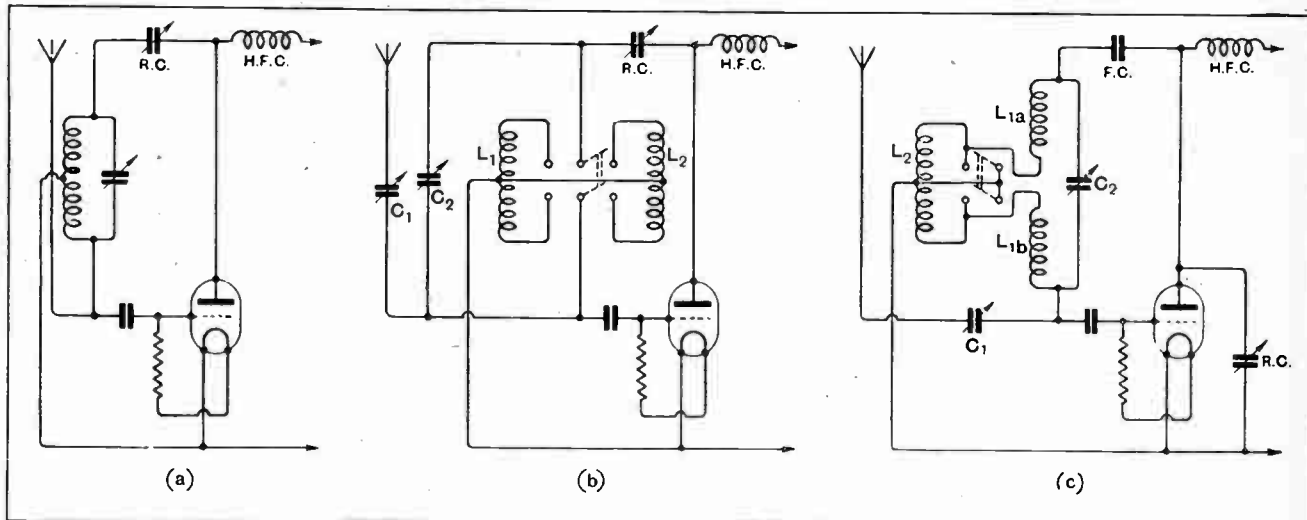 R.C.
H.F.C.
(a)
C1
C2
L1
L2
R.C.
H.F.C.
(b)
L2
L1a
L1b
C1
C2
F.C.
H.F.C.
R.C.
(c)